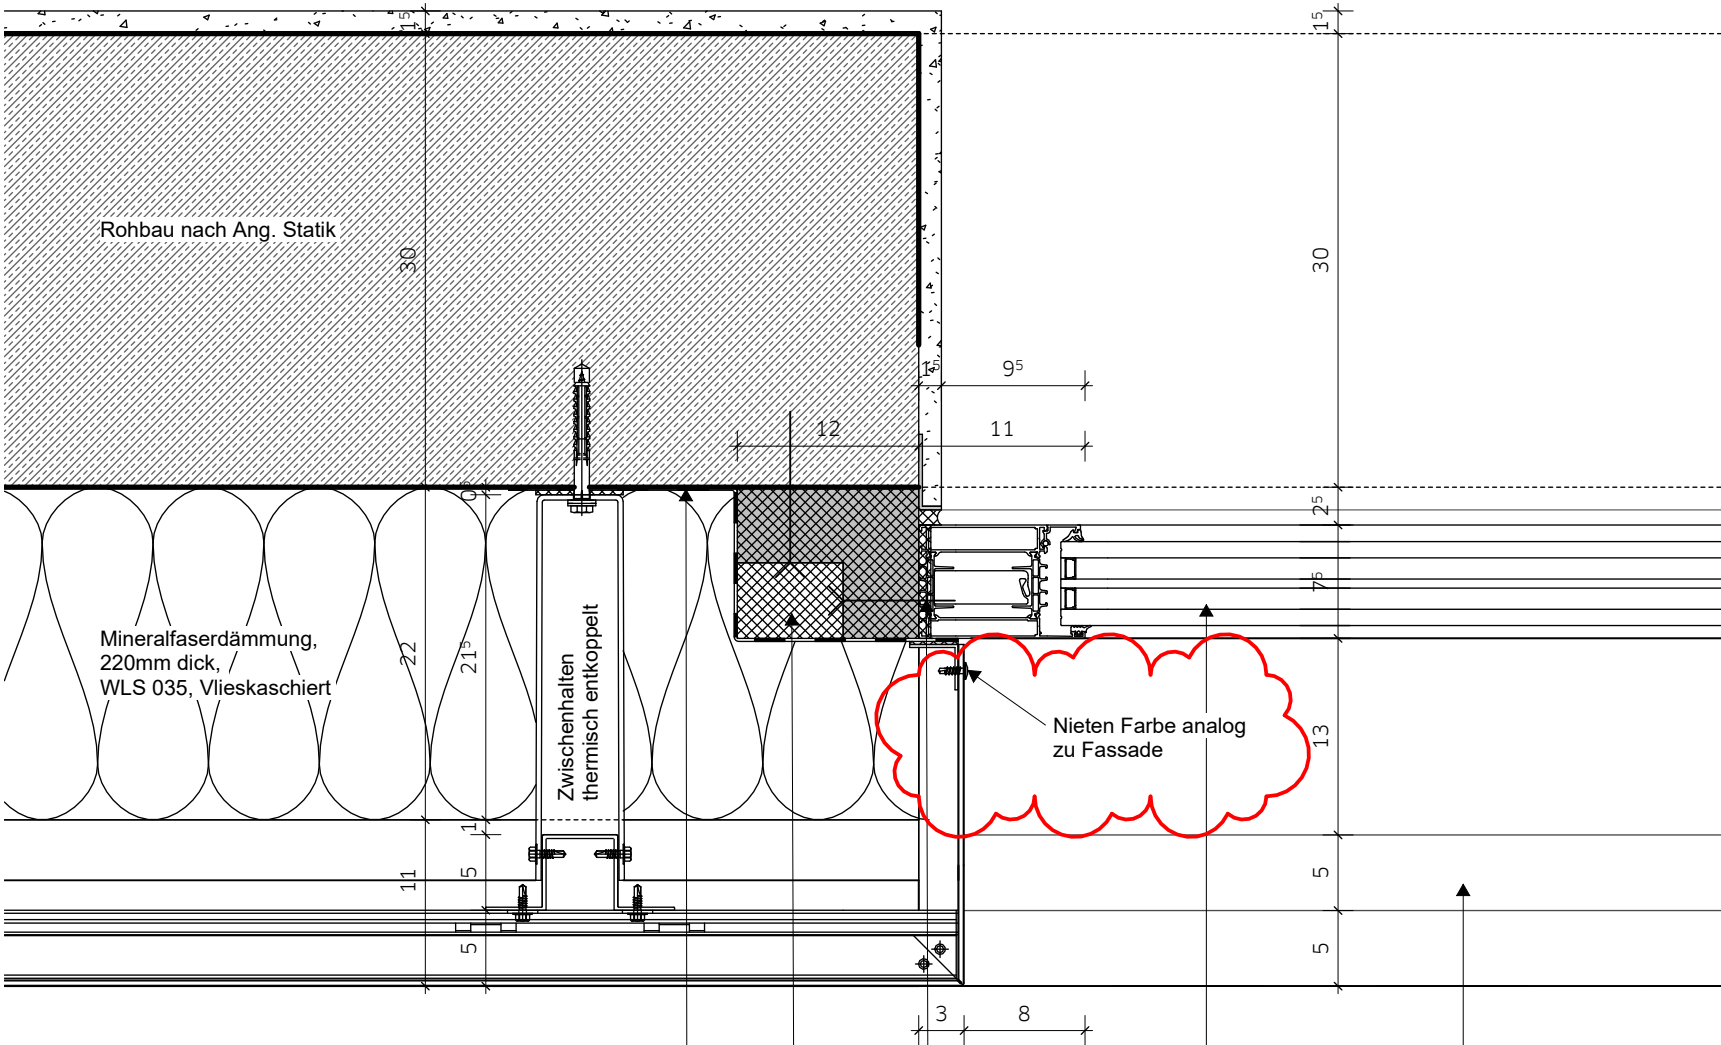 1⁵
1⁵
Rohbau nach Ang. Statik
30
30
1⁵
9⁵
12
11
0⁵
2⁵
7⁵
Mineralfaserdämmung,
220mm dick,
WLS 035, Vlieskaschiert
22
21⁵
Zwischenhalten
thermisch entkoppelt
Nieten Farbe analog
zu Fassade
13
1
11
5
5
5
5
3
8